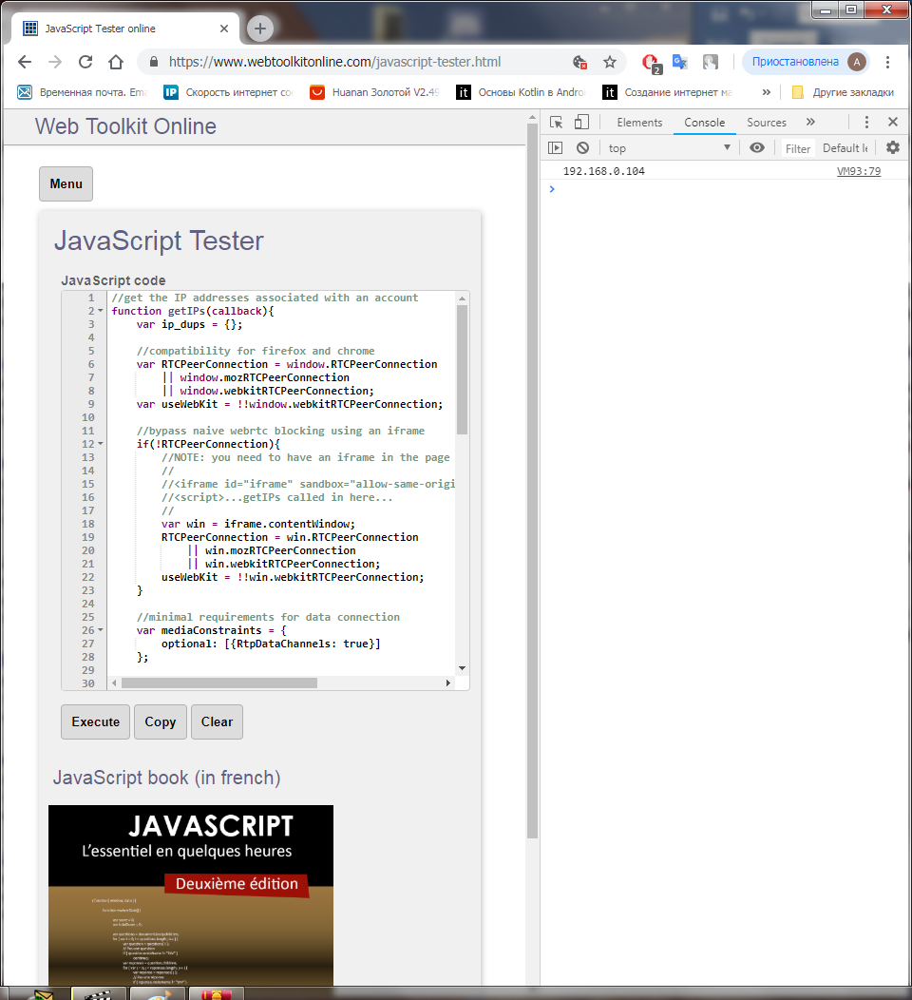 JavaScript Tester online
https://www.webtoolkitonline.com/javascript-tester.html
2
Приостановлена
A
Временная почта. Ema
IP
Скорость интернет со
Huanan Золотой V2.49
it
Основы Kotlin в Andro
it
Создание интернет ма
»
Другие закладки
Web Toolkit Online
Menu
JavaScript Tester
JavaScript code
1 //get the IP addresses associated with an account
2 function getIPs(callback){
3 var ip_dups = {};
4
5 //compatibility for firefox and chrome
6 var RTCPeerConnection = window.RTCPeerConnection
7 || window.mozRTCPeerConnection
8 || window.webkitRTCPeerConnection;
9 var useWebKit = !!window.webkitRTCPeerConnection;
10
11 //bypass naive webrtc blocking using an iframe
12 if(!RTCPeerConnection){
13 //NOTE: you need to have an iframe in the page
14 //
15 //<iframe id="iframe" sandbox="allow-same-origi
16 //<script>...getIPs called in here...
17 //
18 var win = iframe.contentWindow;
19 RTCPeerConnection = win.RTCPeerConnection
20 || win.mozRTCPeerConnection
21 || win.webkitRTCPeerConnection;
22 useWebKit = !!win.webkitRTCPeerConnection;
23 }
24
25 //minimal requirements for data connection
26 var mediaConstraints = {
27 optional: [{RtpDataChannels: true}]
28 };
29
30
Execute Copy Clear
JavaScript book (in french)
JAVASCRIPT
L'essentiel en quelques heures
Deuxième édition
Elements Console Sources »
top Filter Default le
192.168.0.104 VM93:79